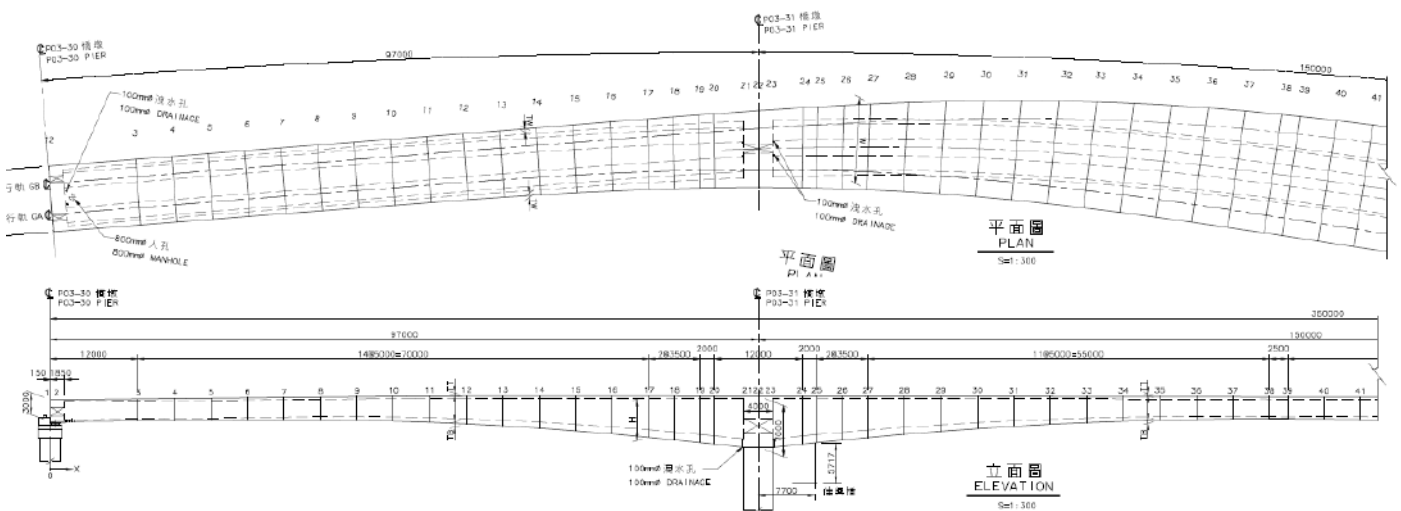 P03-30 橋墩
P03-30 PIER
P03-31 橋墩
P03-31 PIER
97000
150000
100mmø 洩水孔
100mmø DRAINAGE
3 4 5 6 7 8 9 10 11 12 13 14 15 16 17 18 19 20 21 22 23 24 25 26 27 28 29 30 31 32 33 34 35 36 37 38 39 40 41
TW
W
行軌 GB
行軌 GA
TW
800mmø 人孔
800mmø MANHOLE
100mmø 洩水孔
100mmø DRAINAGE
平面圖
PLAN
S=1:300
平面圖
P03-30 橋墩
P03-30 PIER
P03-31 橋墩
P03-31 PIER
350000
97000
150000
12000
14@5000=70000
2@3500
2000
12000
2000
2@3500
11@5000=55000
2500
150
1850
1 2 3 4 5 6 7 8 9 10 11 12 13 14 15 16 17 18 19 20 21 22 23 24 25 26 27 28 29 30 31 32 33 34 35 36 37 38 39 40 41
3000
4000
H
TB
TB
5717
7700
X
0
100mmø
100mmø DRAINAGE
立面圖
ELEVATION
S=1:300